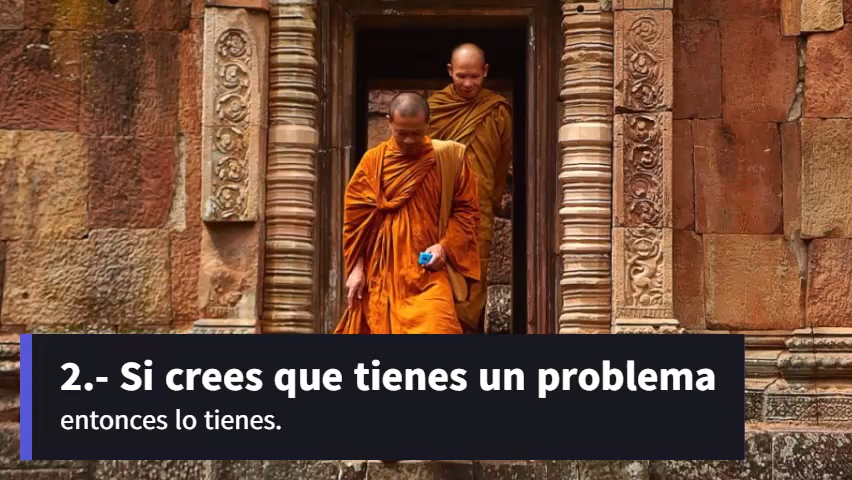 2.- Si crees que tienes un problema
entonces lo tienes.